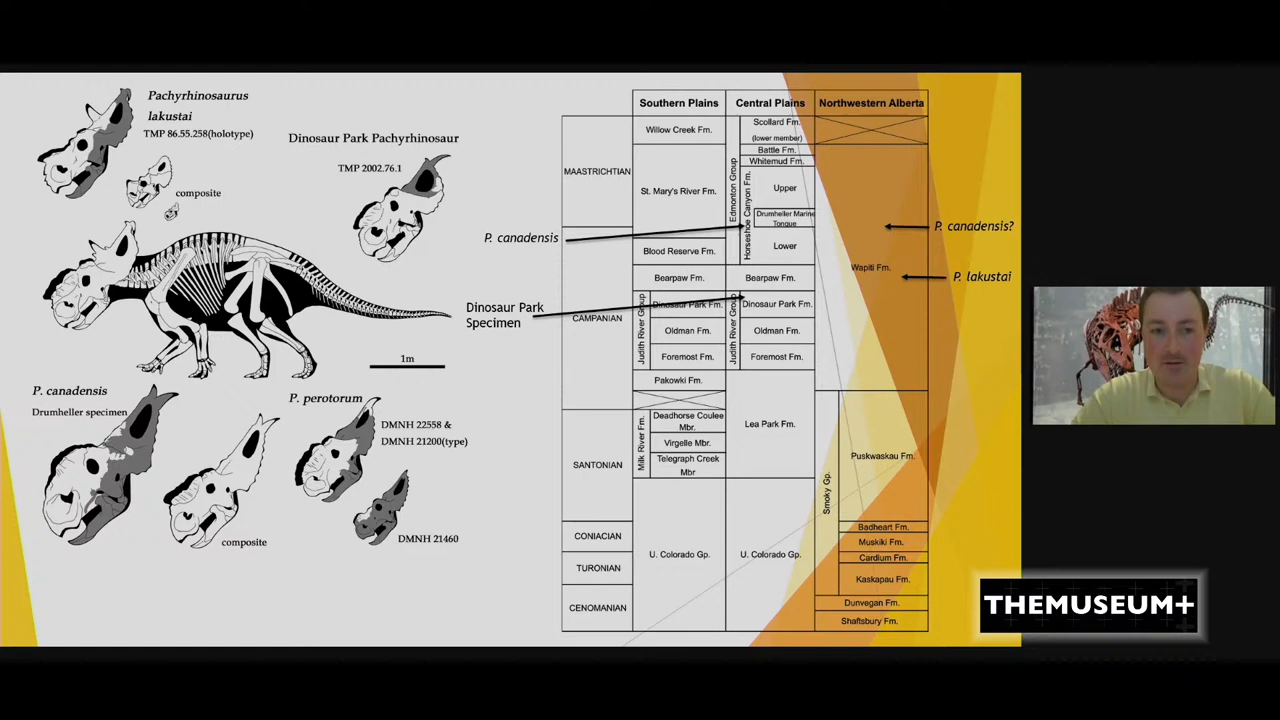 Pachyrhinosaurus
lakustai
TMP 86.55.258(holotype)
composite
Dinosaur Park Pachyrhinosaur
TMP 2002.76.1
1m
P. canadensis
Drumheller specimen
composite
P. perotorum
DMNH 22558 &
DMNH 21200(type)
DMNH 21460
P. canadensis
Dinosaur Park
Specimen
Southern Plains
Central Plains
Northwestern Alberta
MAASTRICHTIAN
CAMPANIAN
SANTONIAN
CONIACIAN
TURONIAN
CENOMANIAN
Willow Creek Fm.
St. Mary's River Fm.
Blood Reserve Fm.
Bearpaw Fm.
Judith River Group
Dinosaur Park Fm.
Oldman Fm.
Foremost Fm.
Pakowki Fm.
Milk River Fm.
Deadhorse Coulee
Mbr.
Virgelle Mbr.
Telegraph Creek
Mbr
U. Colorado Gp.
Edmonton Group
Scollard Fm.
(lower member)
Battle Fm.
Whitemud Fm.
Horseshoe Canyon Fm.
Upper
Drumheller Marine
Tongue
Lower
Bearpaw Fm.
Judith River Group
Dinosaur Park Fm.
Oldman Fm.
Foremost Fm.
Lea Park Fm.
U. Colorado Gp.
Wapiti Fm.
Smoky Gp.
Puskwaskau Fm.
Badheart Fm.
Muskiki Fm.
Cardium Fm.
Kaskapau Fm.
Dunvegan Fm.
Shaftsbury Fm.
P. canadensis?
P. lakustai
THEMUSEUM+